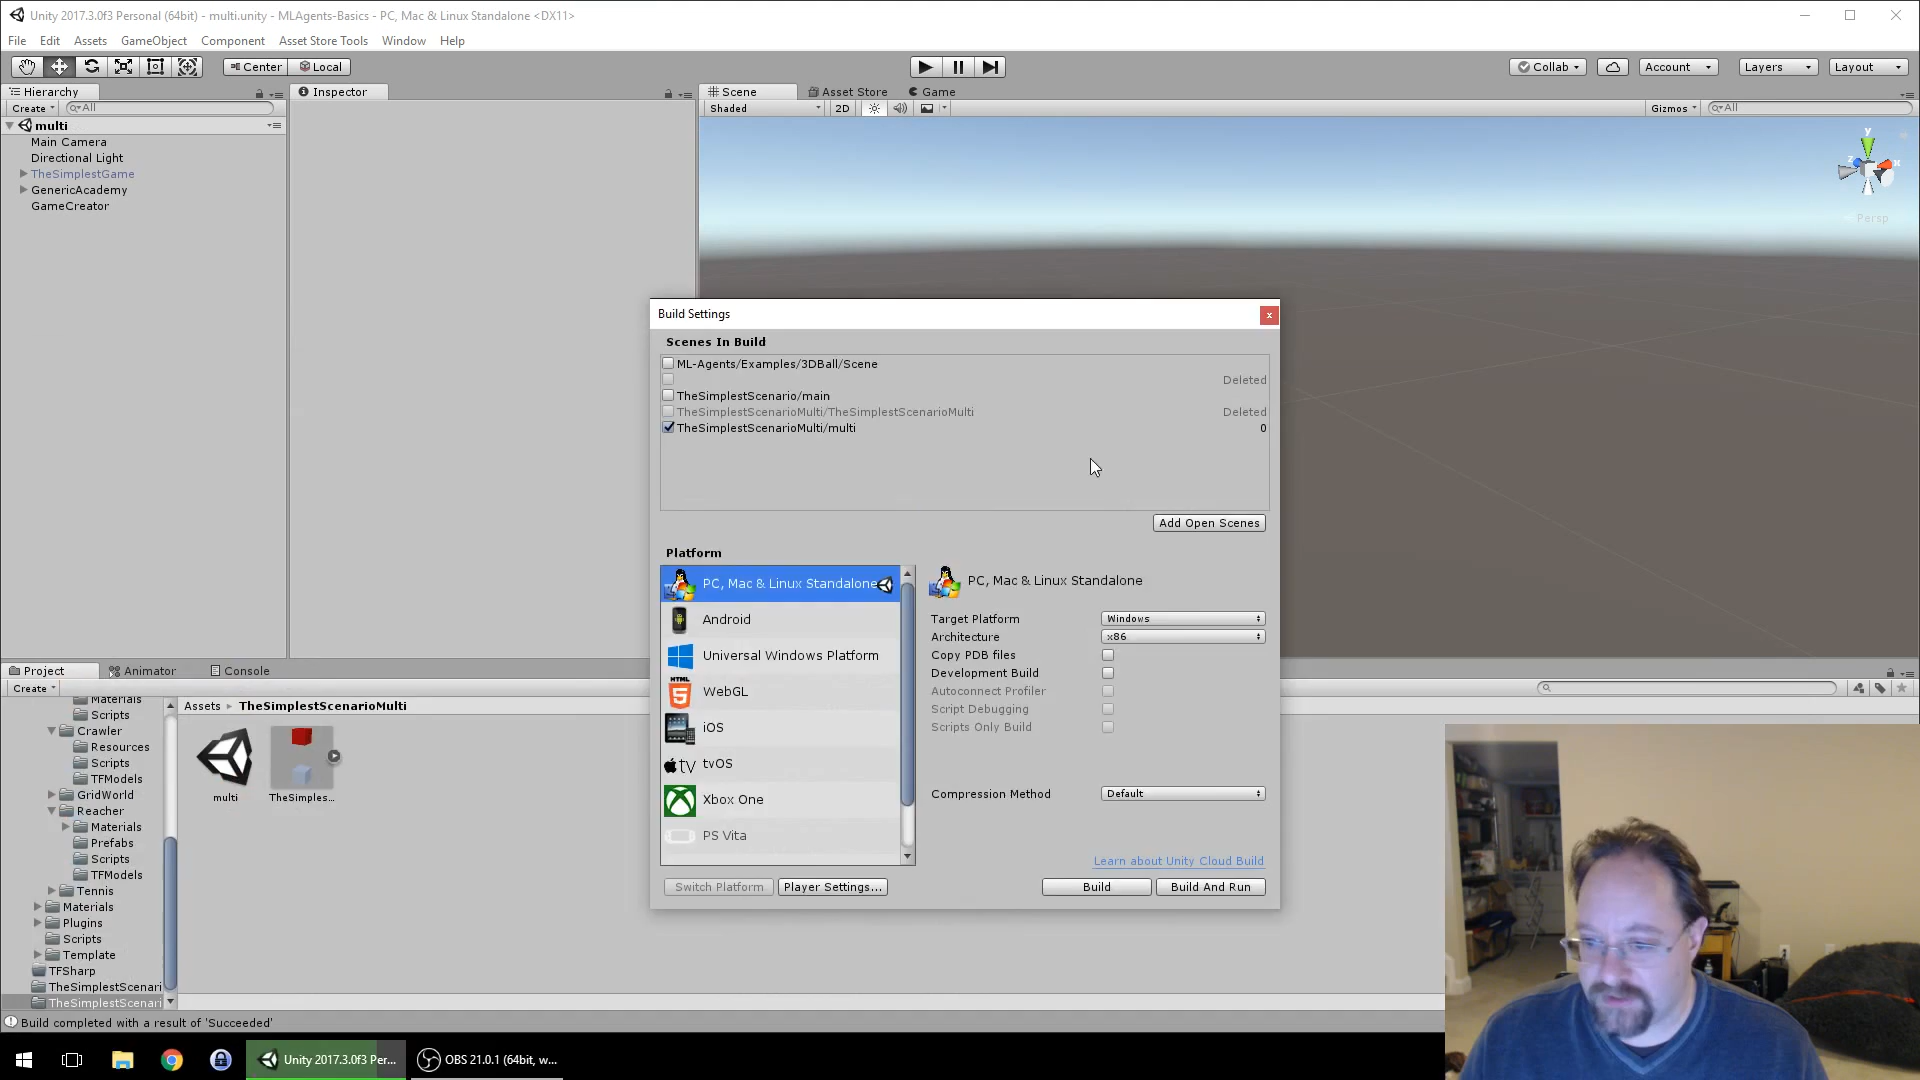 Unity 2017.3.0f3 Personal (64bit) - multi.unity - MLAgents-Basics - PC, Mac & Linux Standalone <DX11>
File Edit Assets GameObject Component Asset Store Tools Window Help
Center Local Collab Account Layers Layout
Hierarchy Inspector Scene Asset Store Game
Create All Shaded 2D Gizmos All
multi
Main Camera
Directional Light
TheSimplestGame
GenericAcademy
GameCreator
y
z
x
Persp
Build Settings
x
Scenes In Build
ML-Agents/Examples/3DBall/Scene
Deleted
TheSimplestScenario/main
TheSimplestScenarioMulti/TheSimplestScenarioMulti Deleted
TheSimplestScenarioMulti/multi 0
Add Open Scenes
Platform
PC, Mac & Linux Standalone
Android
Universal Windows Platform
HTML
5
WebGL
iOS
tv
tvOS
Xbox One
PS Vita
PC, Mac & Linux Standalone
Target Platform Windows
Architecture x86
Copy PDB files
Development Build
Autoconnect Profiler
Script Debugging
Scripts Only Build
Compression Method Default
Learn about Unity Cloud Build
Switch Platform Player Settings... Build Build And Run
Project Animator Console
Create
Materials
Scripts
Crawler
Resources
Scripts
TFModels
GridWorld
Reacher
Materials
Prefabs
Scripts
TFModels
Tennis
Materials
Plugins
Scripts
Template
TFSharp
TheSimplestScenari
TheSimplestScenari
Assets TheSimplestScenarioMulti
multi TheSimples...
Build completed with a result of 'Succeeded'
Unity 2017.3.0f3 Per... OBS 21.0.1 (64bit, w...